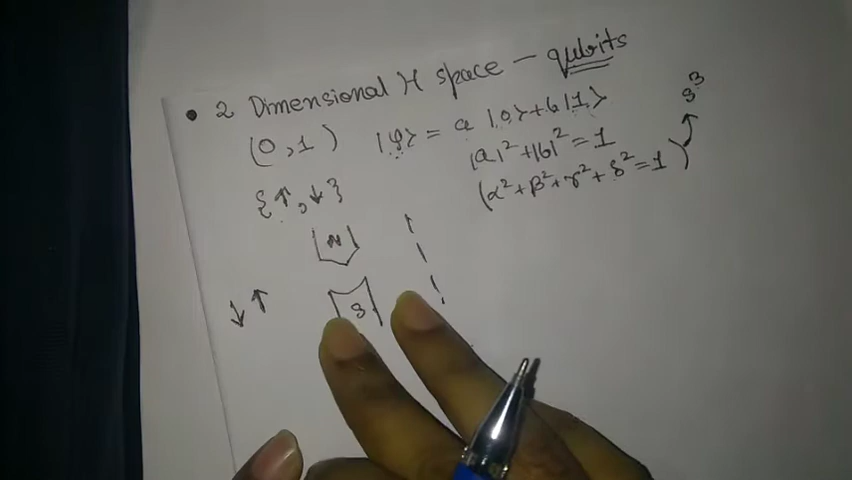 • 2 Dimensional H space — qubits
(0, 1) |φ> = a |0> + b |1>
|a|² + |b|² = 1
(α² + β² + γ² + δ² = 1) S³
{↑, ↓}
N
↓ ↑ S